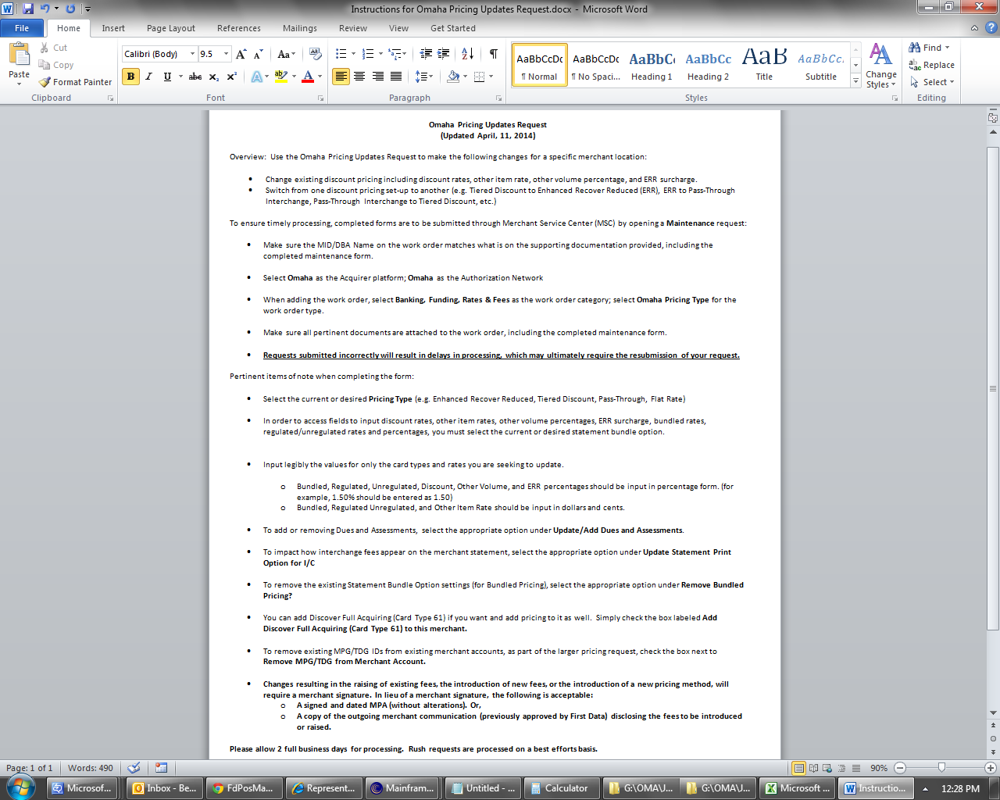 Instructions for Omaha Pricing Updates Request.docx - Microsoft Word
File Home Insert Page Layout References Mailings Review View Get Started
Paste
Cut
Copy
Format Painter
Clipboard
Calibri (Body) 9.5
Font
Paragraph
AaBbCcDc AaBbCcDc AaBbCc AaBbCc AaB AaBbCc.
¶ Normal ¶ No Spaci... Heading 1 Heading 2 Title Subtitle
Change Styles
Styles
Find
Replace
Select
Editing
Omaha Pricing Updates Request
(Updated April, 11, 2014)
Overview: Use the Omaha Pricing Updates Request to make the following changes for a specific merchant location:
• Change existing discount pricing including discount rates, other item rate, other volume percentage, and ERR surcharge.
• Switch from one discount pricing set-up to another (e.g. Tiered Discount to Enhanced Recover Reduced (ERR), ERR to Pass-Through
Interchange, Pass-Through Interchange to Tiered Discount, etc.)
To ensure timely processing, completed forms are to be submitted through Merchant Service Center (MSC) by opening a Maintenance request:
• Make sure the MID/DBA Name on the work order matches what is on the supporting documentation provided, including the
completed maintenance form.
• Select Omaha as the Acquirer platform; Omaha as the Authorization Network
• When adding the work order, select Banking, Funding, Rates & Fees as the work order category; select Omaha Pricing Type for the
work order type.
• Make sure all pertinent documents are attached to the work order, including the completed maintenance form.
• Requests submitted incorrectly will result in delays in processing, which may ultimately require the resubmission of your request.
Pertinent items of note when completing the form:
• Select the current or desired Pricing Type (e.g. Enhanced Recover Reduced, Tiered Discount, Pass-Through, Flat Rate)
• In order to access fields to input discount rates, other item rates, other volume percentages, ERR surcharge, bundled rates,
regulated/unregulated rates and percentages, you must select the current or desired statement bundle option.
• Input legibly the values for only the card types and rates you are seeking to update.
o Bundled, Regulated, Unregulated, Discount, Other Volume, and ERR percentages should be input in percentage form. (for
example, 1.50% should be entered as 1.50)
o Bundled, Regulated Unregulated, and Other Item Rate should be input in dollars and cents.
• To add or removing Dues and Assessments, select the appropriate option under Update/Add Dues and Assessments.
• To impact how interchange fees appear on the merchant statement, select the appropriate option under Update Statement Print
Option for I/C
• To remove the existing Statement Bundle Option settings (for Bundled Pricing), select the appropriate option under Remove Bundled
Pricing?
• You can add Discover Full Acquiring (Card Type 61) if you want and add pricing to it as well. Simply check the box labeled Add
Discover Full Acquiring (Card Type 61) to this merchant.
• To remove existing MPG/TDG IDs from existing merchant accounts, as part of the larger pricing request, check the box next to
Remove MPG/TDG from Merchant Account.
• Changes resulting in the raising of existing fees, the introduction of new fees, or the introduction of a new pricing method, will
require a merchant signature. In lieu of a merchant signature, the following is acceptable:
o A signed and dated MPA (without alterations). Or,
o A copy of the outgoing merchant communication (previously approved by First Data) disclosing the fees to be introduced
or raised.
Please allow 2 full business days for processing. Rush requests are processed on a best efforts basis.
Page: 1 of 1 Words: 490 90%
Microsof... Inbox - Be... FdPosMa... Represent... Mainfram... Untitled - ... Calculator G:\OMA\J... G:\OMA\J... Microsoft ... Instructio... 12:28 PM